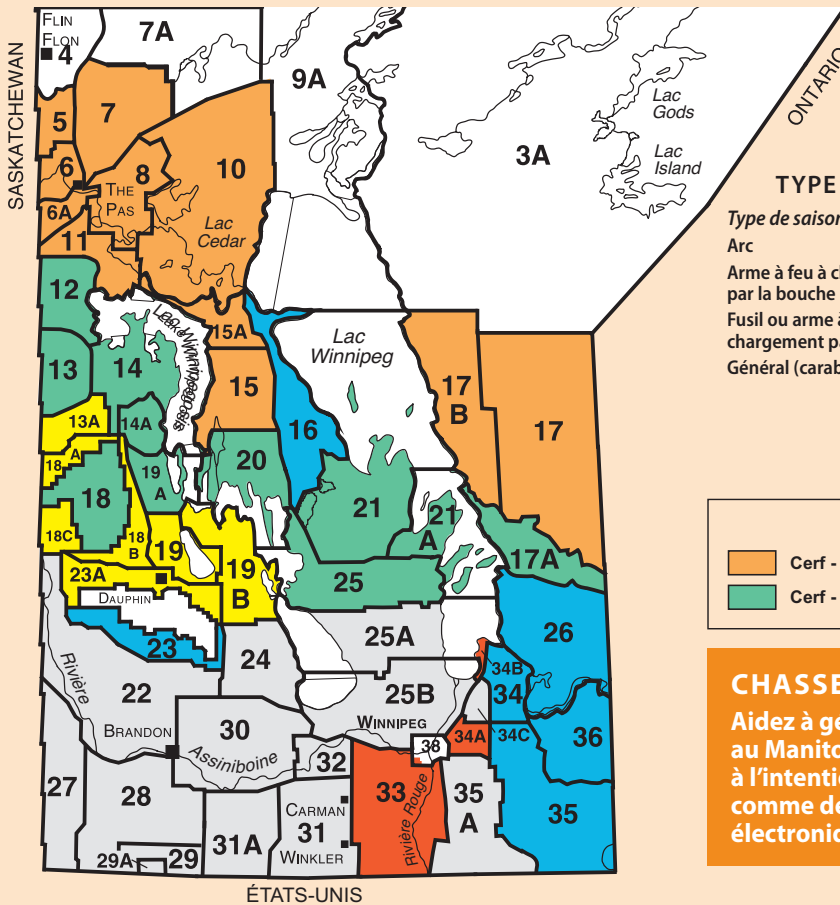 FLIN
FLON
4
7A
9A
3A
Lac
Gods
Lac
Island
ONTARIO
SASKATCHEWAN
5
7
6
8
10
THE
PAS
6A
11
Lac
Cedar
12
Lac Winnipegosis
Lake Winnipegosis
15A
Lac
Winnipeg
13
14
15
16
17
B
17
13A
14A
18
A
19
A
20
18
21
21
A
18C
18
B
19
19
B
17A
23A
25
DAUPHIN
23
24
25A
26
Rivière
22
34B
34
25B
BRANDON
30
WINNIPEG
34A
34C
36
38
Assiniboine
32
27
28
33
35
A
35
CARMAN
31A
31
WINKLER
Rivière Rouge
29A
29
ÉTATS-UNIS
TYPE
Type de saison
Arc
Arme à feu à c
par la bouche
Fusil ou arme à
chargement pa
Général (carab
Cerf -
Cerf -
CHASSE
Aidez à ge
au Manito
à l'intentio
comme de
électroniq